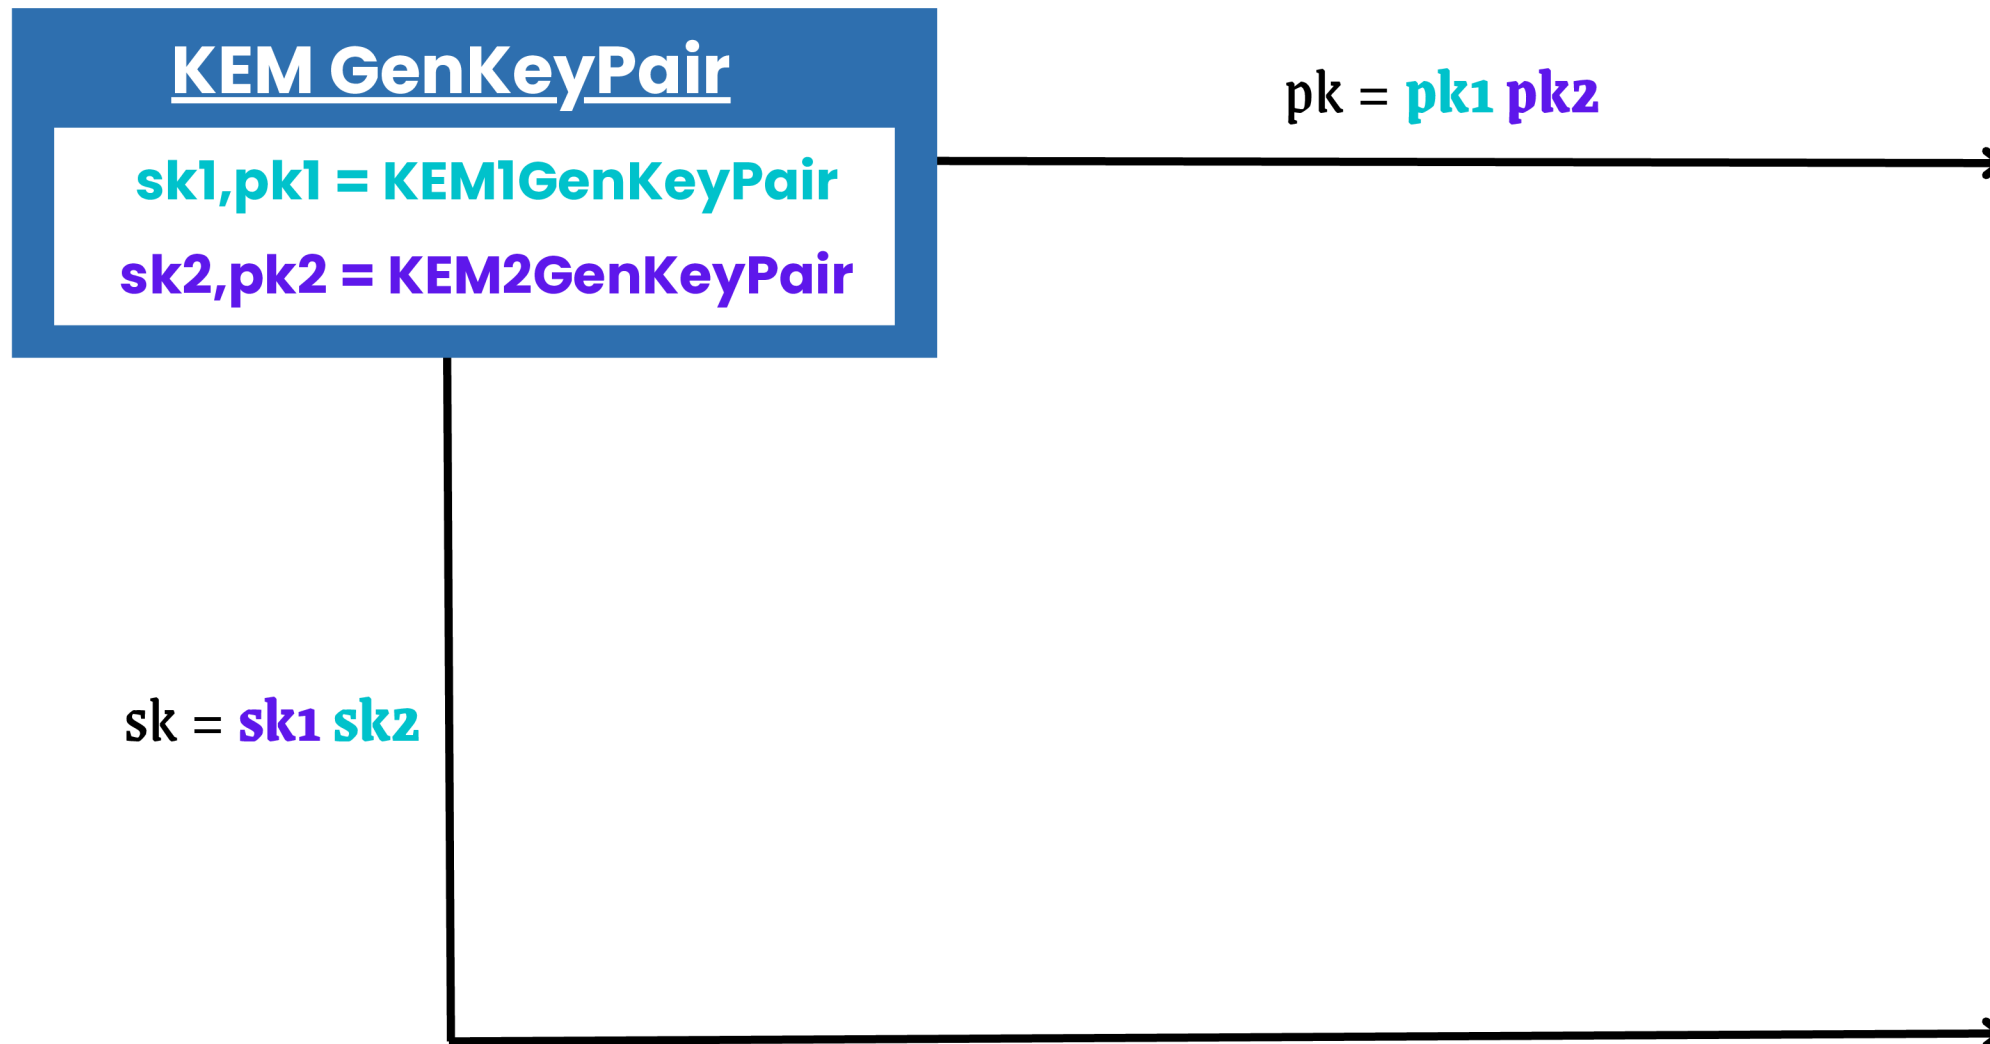 KEM GenKeyPair
pk = pk1 pk2
sk1,pk1 = KEM1GenKeyPair
sk2,pk2 = KEM2GenKeyPair
sk = sk1 sk2